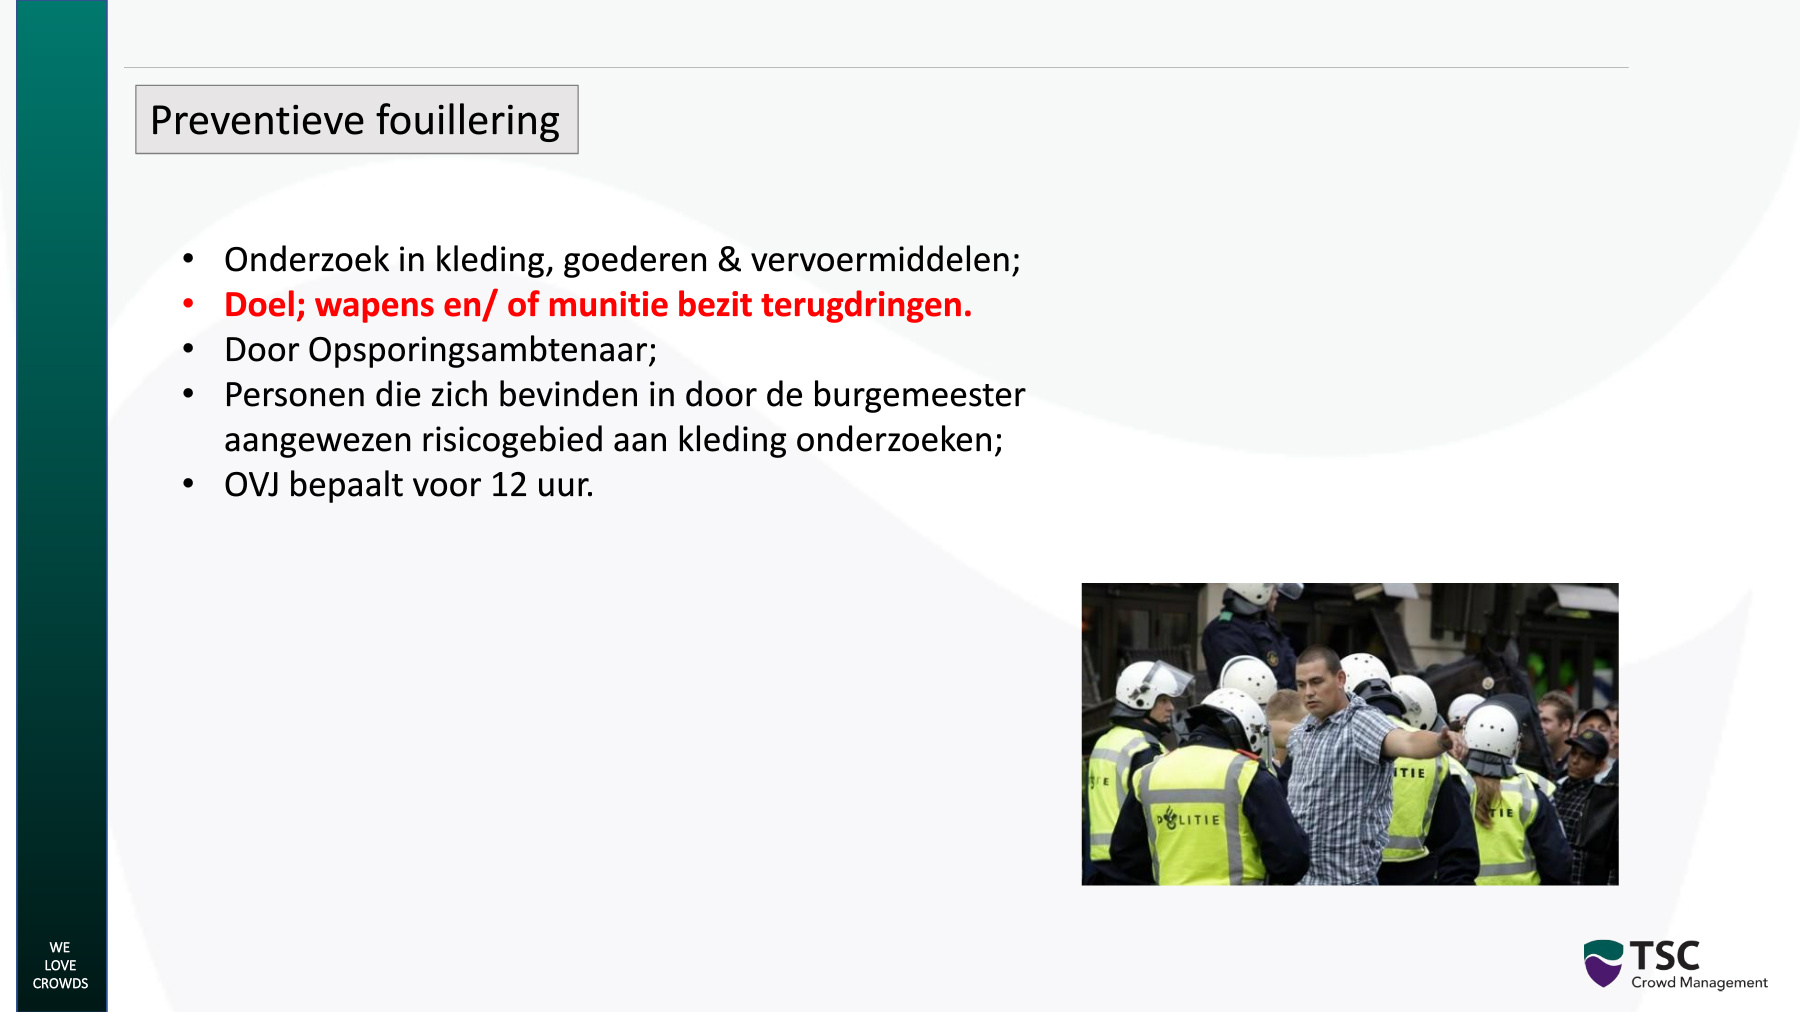 Preventieve fouillering
• Onderzoek in kleding, goederen & vervoermiddelen;
• Doel; wapens en/ of munitie bezit terugdringen.
• Door Opsporingsambtenaar;
• Personen die zich bevinden in door de burgemeester
aangewezen risicogebied aan kleding onderzoeken;
• OVJ bepaalt voor 12 uur.
POLITIE
ITIE
TIE
WE
LOVE
CROWDS
TSC
Crowd Management